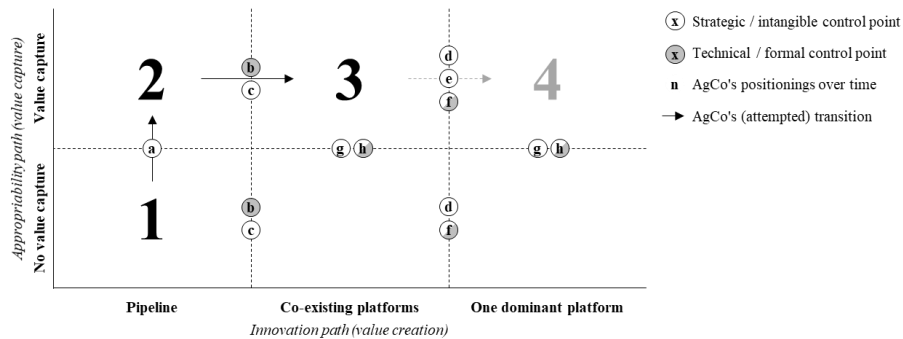 Appropriability path (value capture)
Value capture
No value capture
2
b
c
3
d
e
f
4
a
g h
g h
1
b
c
d
f
Pipeline
Co-existing platforms
One dominant platform
Innovation path (value creation)
x Strategic / intangible control point
x Technical / formal control point
n AgCo's positionings over time
AgCo's (attempted) transition